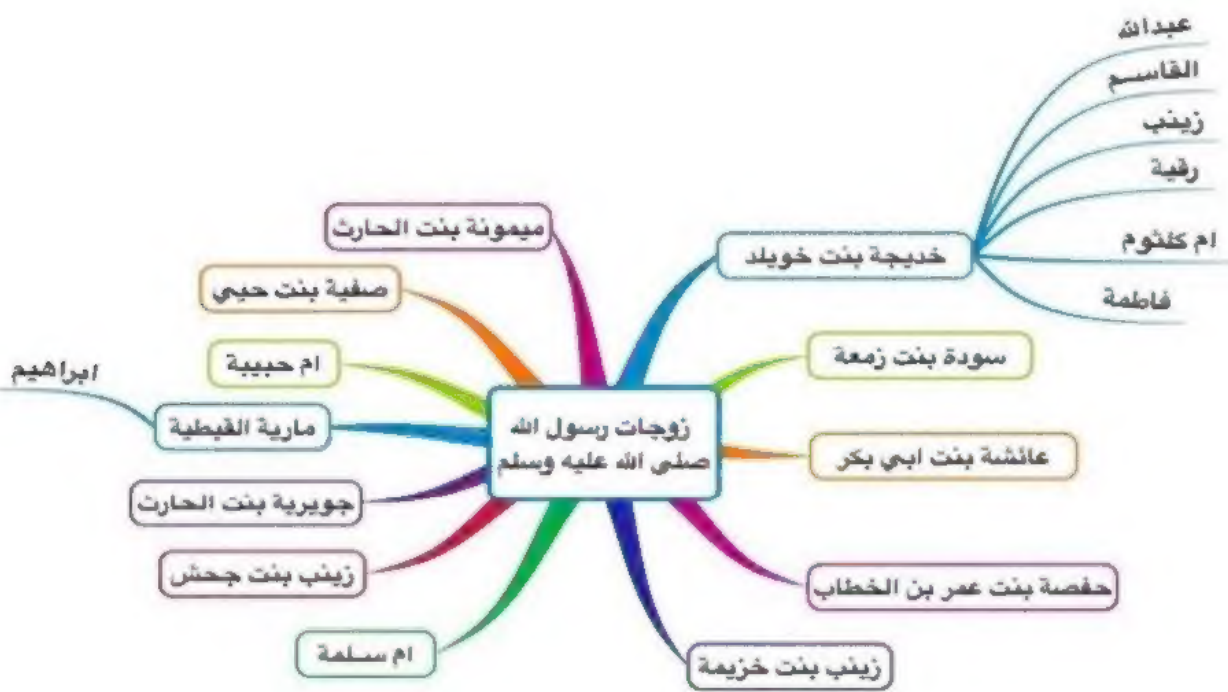 زوجات رسول الله
صلى الله عليه وسلم
خديجة بنت خويلد
عبدالله
القاسم
زينب
رقية
ام كلثوم
فاطمة
سودة بنت زمعة
عائشة بنت ابي بكر
حفصة بنت عمر بن الخطاب
زينب بنت خزيمة
ام سلمة
زينب بنت جحش
جويرية بنت الحارث
مارية القبطية
ابراهيم
ام حبيبة
صفية بنت حيي
ميمونة بنت الحارث